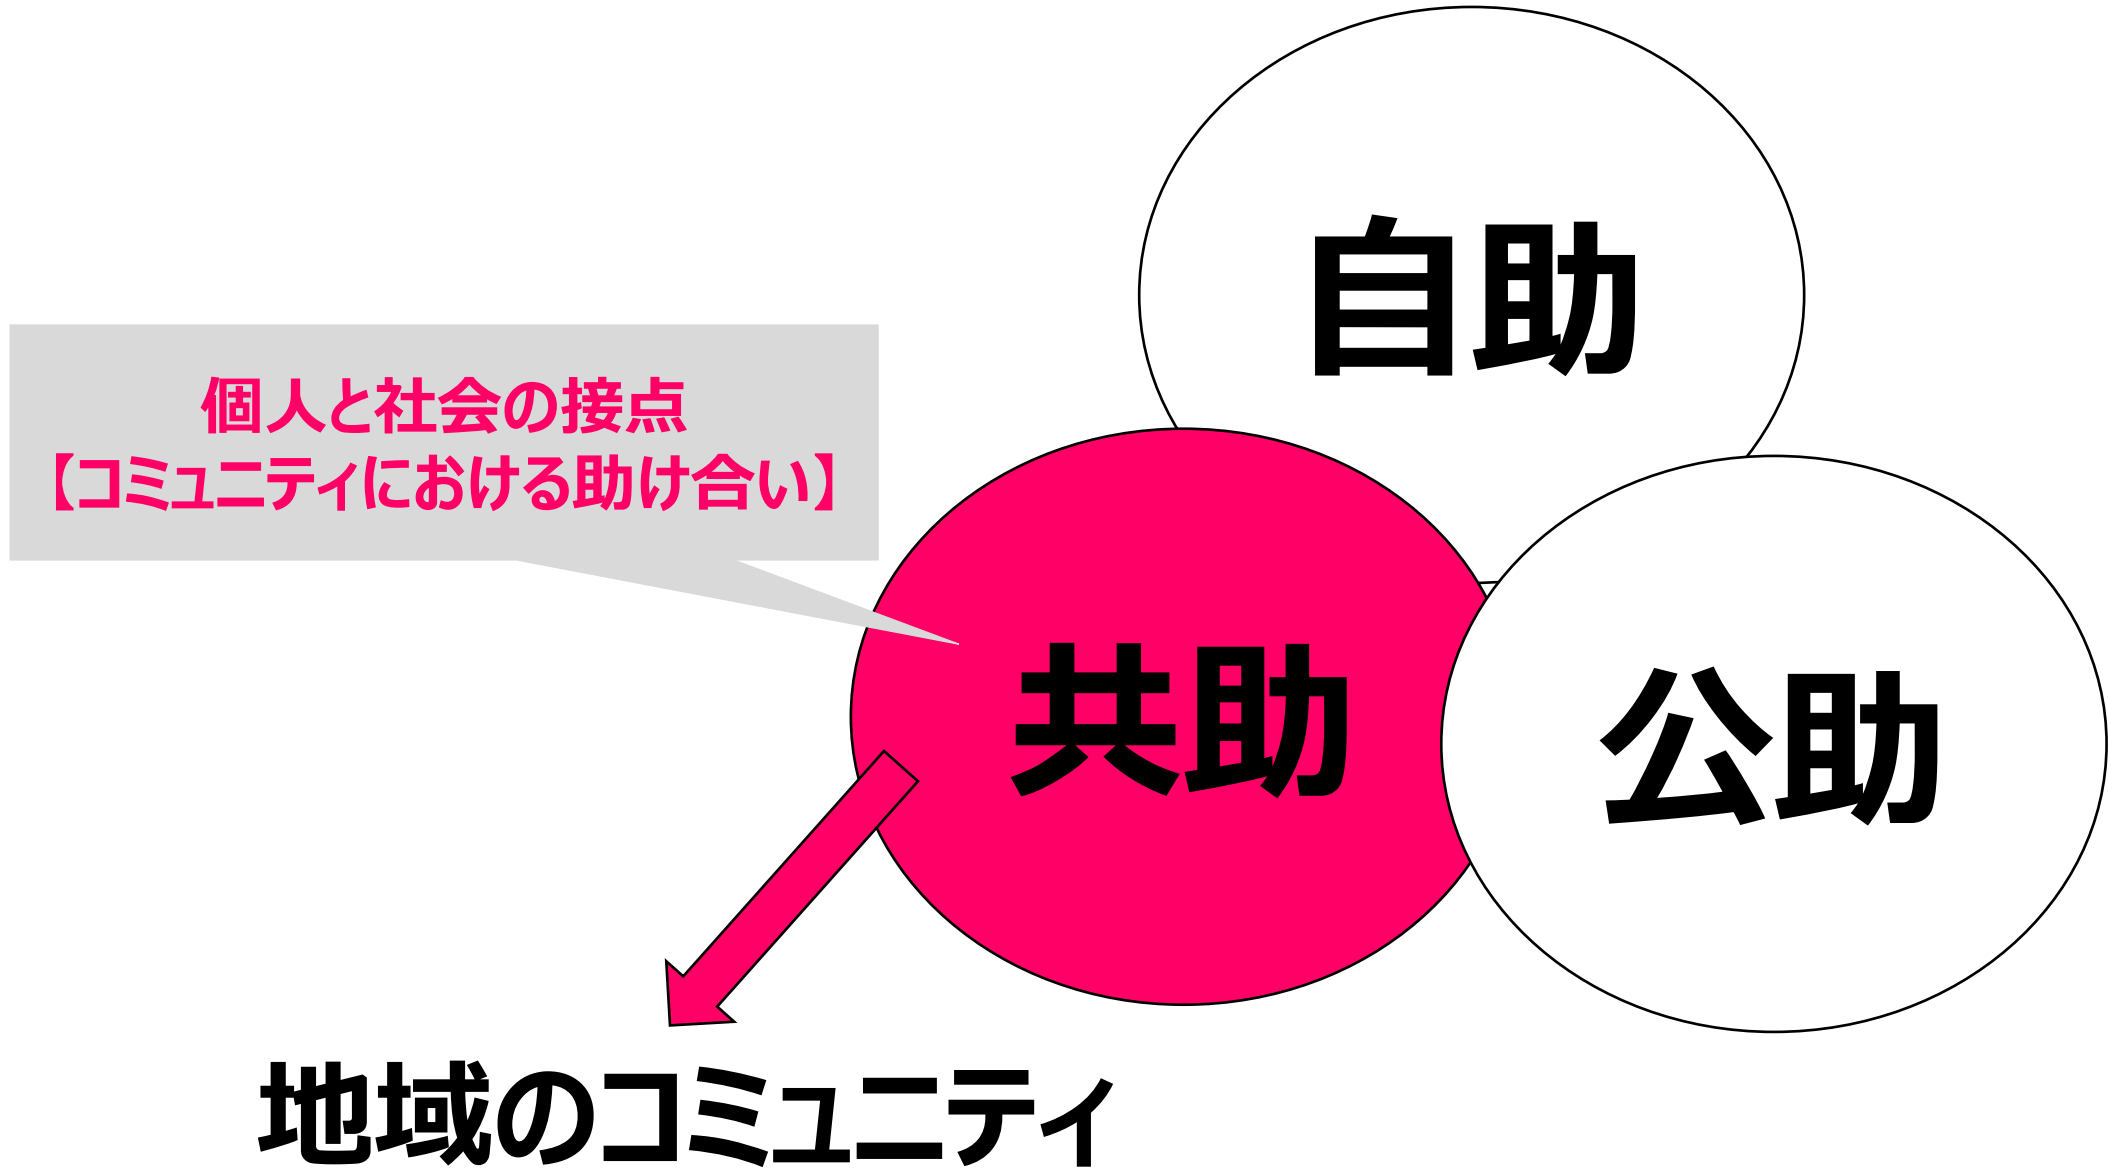 自助
個人と社会の接点
【コミュニティにおける助け合い】
共助
公助
地域のコミュニティ